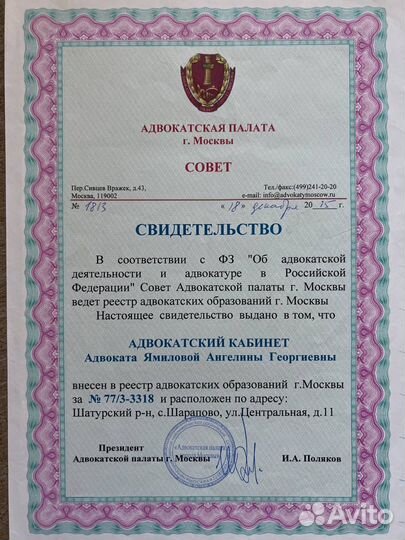 АДВОКАТСКАЯ ПАЛАТА
г. Москвы
СОВЕТ
Пер.Сивцев Вражек, д.43,
Москва, 119002
Тел./факс:(499)241-20-20
e-mail: info@advokatymoscow.ru
№ 1813
« 18 » декабря 20 15 г.
СВИДЕТЕЛЬСТВО
В соответствии с ФЗ "Об адвокатской
деятельности и адвокатуре в Российской
Федерации" Совет Адвокатской палаты г. Москвы
ведет реестр адвокатских образований г. Москвы
Настоящее свидетельство выдано в том, что
АДВОКАТСКИЙ КАБИНЕТ
Адвоката Ямиловой Ангелины Георгиевны
внесен в реестр адвокатских образований г.Москвы
за № 77/3-3318 и расположен по адресу:
Шатурский р-н, с.Шарапово, ул.Центральная, д.11
«Адвокатская палата
Президент
Адвокатской палаты г. Москвы
И.А. Поляков
Avito